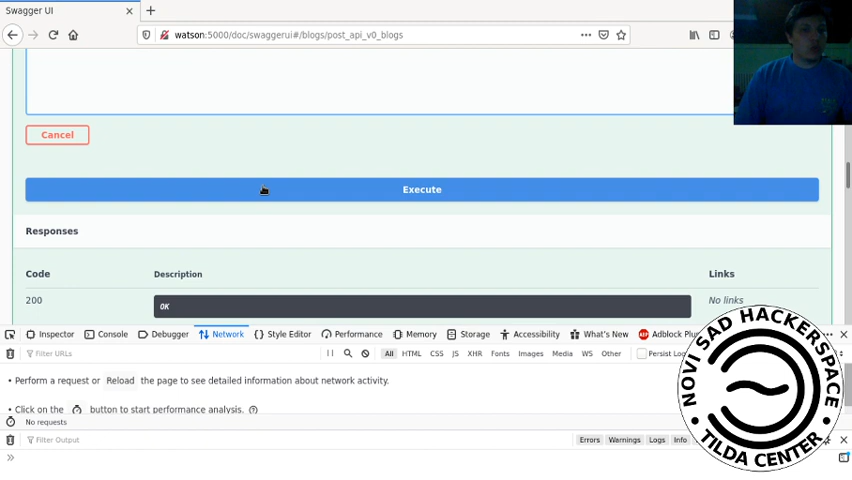 Swagger UI
watson:5000/doc/swaggerui#/blogs/post_api_v0_blogs
Cancel
Execute
Responses
Code
Description
Links
200
OK
No links
Inspector
Console
Debugger
Network
Style Editor
Performance
Memory
Storage
Accessibility
What's New
Adblock
Filter URLs
All
HTML
CSS
JS
XHR
Fonts
Images
Media
WS
Other
Persist
• Perform a request or Reload the page to see detailed information about network activity.
• Click on the button to start performance analysis.
No requests
Filter Output
Errors
Warnings
Logs
Info
NOVI SAD HACKERSPACE
TILDA CENTER